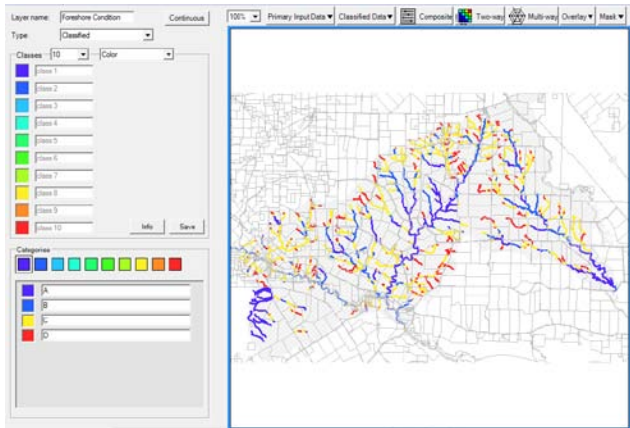 Layer name: Foreshore Condition Continuous
Type: Classified
Classes 10 Color
class 1
class 2
class 3
class 4
class 5
class 6
class 7
class 8
class 9
class 10 Info Save
Categories
A
B
C
D
100% Primary Input Data Classified Data Composite Two-way Multi-way Overlay Mask